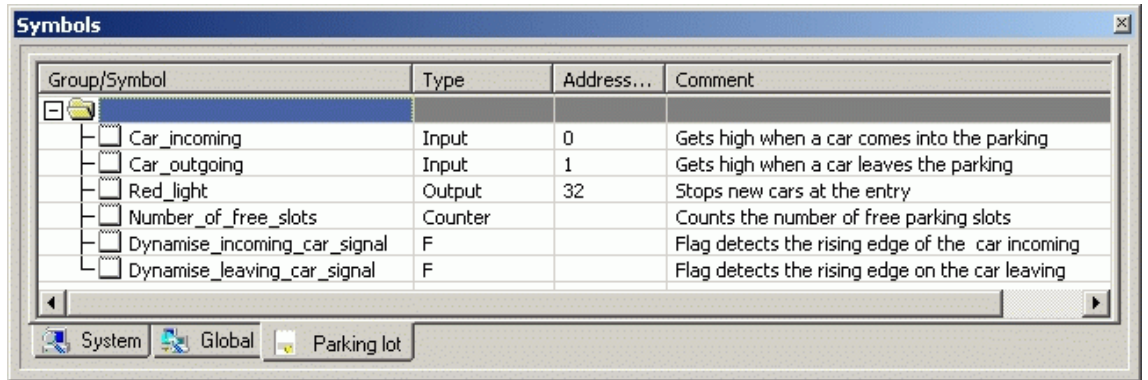 Symbols
Group/Symbol Type Address... Comment
Car_incoming Input 0 Gets high when a car comes into the parking
Car_outgoing Input 1 Gets high when a car leaves the parking
Red_light Output 32 Stops new cars at the entry
Number_of_free_slots Counter Counts the number of free parking slots
Dynamise_incoming_car_signal F Flag detects the rising edge of the car incoming
Dynamise_leaving_car_signal F Flag detects the rising edge on the car leaving
System Global Parking lot